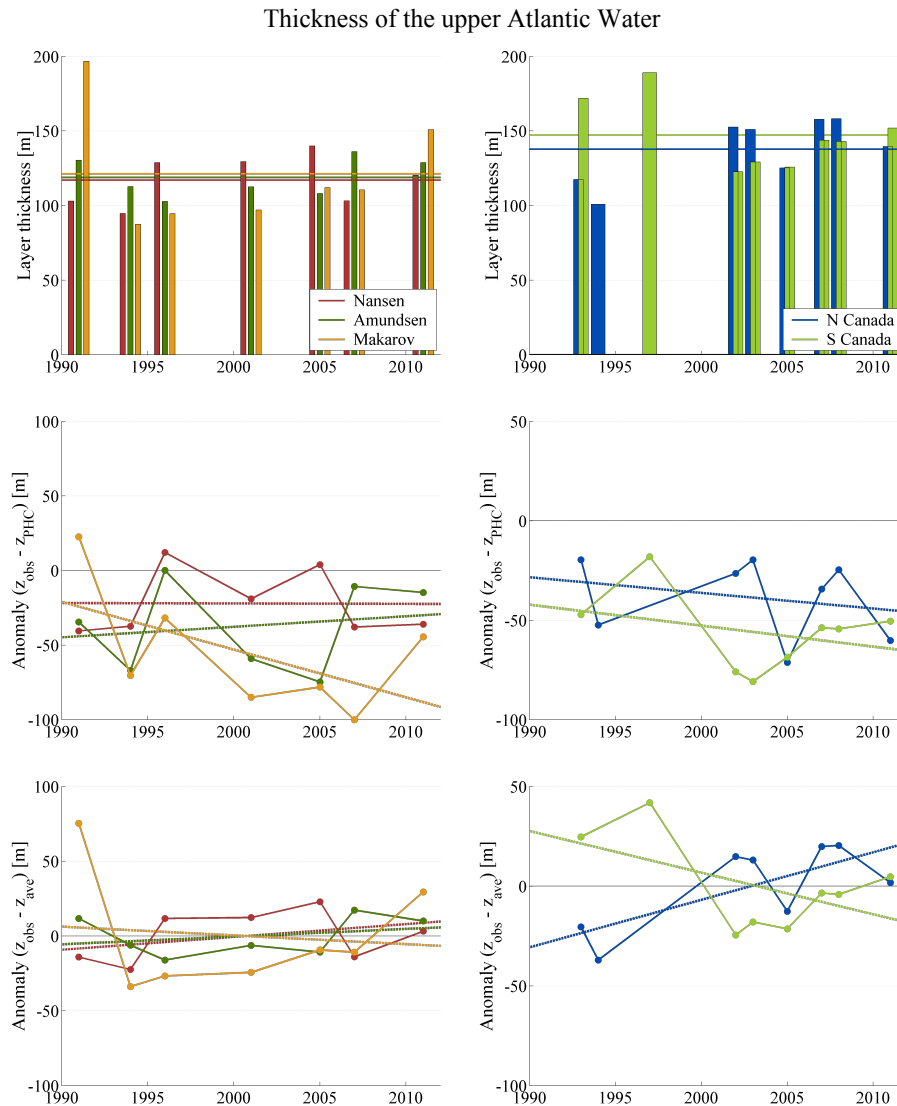 Thickness of the upper Atlantic Water
Layer thickness [m]
200
150
100
50
0
Nansen
Amundsen
Makarov
1990 1995 2000 2005 2010
Layer thickness [m]
200
150
100
50
0
N Canada
S Canada
1990 1995 2000 2005 2010
Anomaly (z_obs - z_PHC) [m]
100
50
0
-50
-100
1990 1995 2000 2005 2010
Anomaly (z_obs - z_PHC) [m]
50
0
-50
-100
1990 1995 2000 2005 2010
Anomaly (z_obs - z_ave) [m]
100
50
0
-50
-100
1990 1995 2000 2005 2010
Anomaly (z_obs - z_ave) [m]
50
0
-50
-100
1990 1995 2000 2005 2010